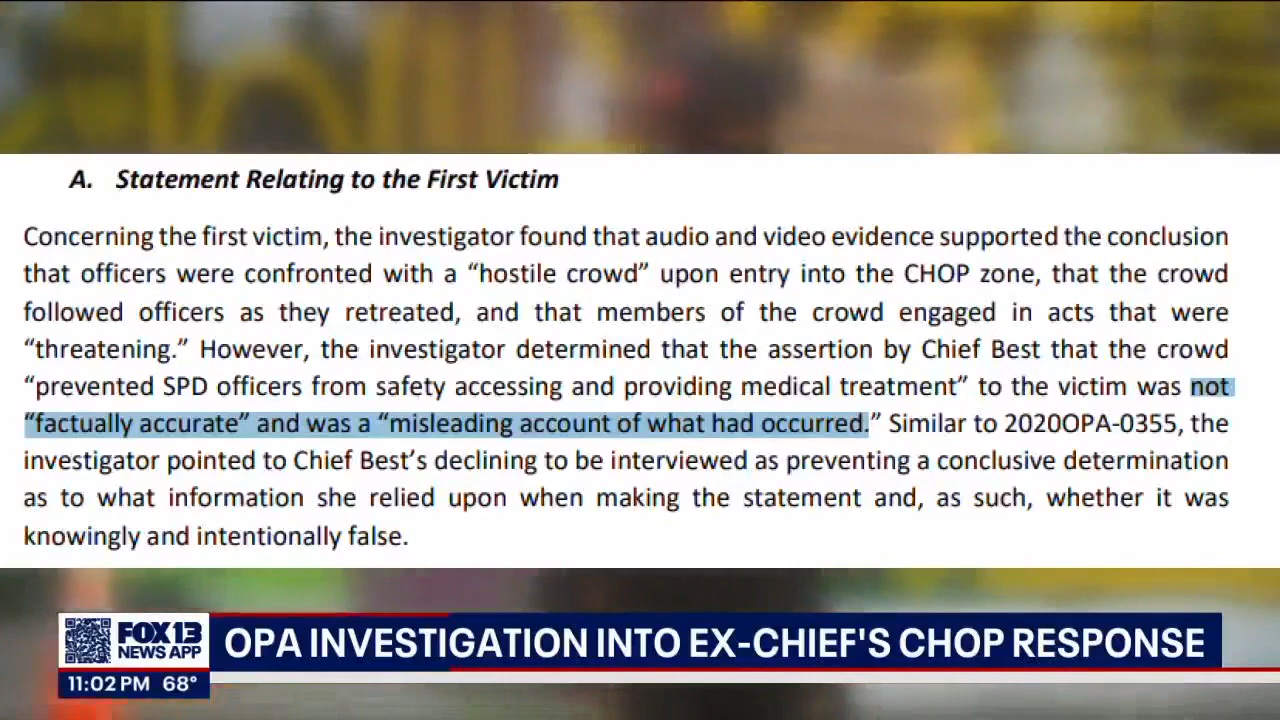 A. Statement Relating to the First Victim
Concerning the first victim, the investigator found that audio and video evidence supported the conclusion
that officers were confronted with a “hostile crowd” upon entry into the CHOP zone, that the crowd
followed officers as they retreated, and that members of the crowd engaged in acts that were
“threatening.” However, the investigator determined that the assertion by Chief Best that the crowd
“prevented SPD officers from safety accessing and providing medical treatment” to the victim was not
“factually accurate” and was a “misleading account of what had occurred.” Similar to 2020OPA-0355, the
investigator pointed to Chief Best’s declining to be interviewed as preventing a conclusive determination
as to what information she relied upon when making the statement and, as such, whether it was
knowingly and intentionally false.
FOX13
NEWS APP
OPA INVESTIGATION INTO EX-CHIEF'S CHOP RESPONSE
11:02 PM 68°